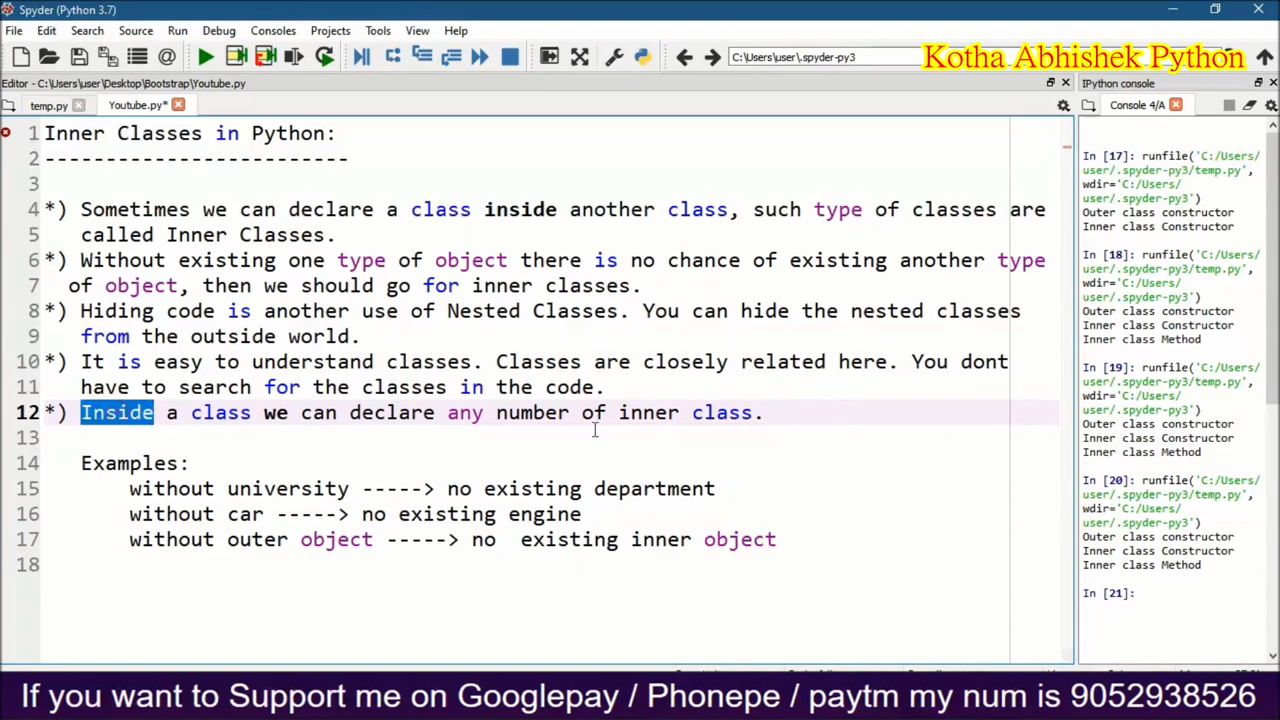 Spyder (Python 3.7)
File Edit Search Source Run Debug Consoles Projects Tools View Help
C:\Users\user\.spyder-py3
Kotha Abhishek Python
Editor - C:\Users\user\Desktop\Bootstrap\Youtube.py
temp.py Youtube.py*
1 Inner Classes in Python:
2 -------------------------
3
4 *) Sometimes we can declare a class inside another class, such type of classes are
5 called Inner Classes.
6 *) Without existing one type of object there is no chance of existing another type
7 of object, then we should go for inner classes.
8 *) Hiding code is another use of Nested Classes. You can hide the nested classes
9 from the outside world.
10 *) It is easy to understand classes. Classes are closely related here. You dont
11 have to search for the classes in the code.
12 *) Inside a class we can declare any number of inner class.
13
14 Examples:
15 without university -----> no existing department
16 without car -----> no existing engine
17 without outer object -----> no  existing inner object
18
IPython console
Console 4/A
In [17]: runfile('C:/Users/
user/.spyder-py3/temp.py',
wdir='C:/Users/
user/.spyder-py3')
Outer class constructor
Inner class Constructor
In [18]: runfile('C:/Users/
user/.spyder-py3/temp.py',
wdir='C:/Users/
user/.spyder-py3')
Outer class constructor
Inner class Constructor
Inner class Method
In [19]: runfile('C:/Users/
user/.spyder-py3/temp.py',
wdir='C:/Users/
user/.spyder-py3')
Outer class constructor
Inner class Constructor
Inner class Method
In [20]: runfile('C:/Users/
user/.spyder-py3/temp.py',
wdir='C:/Users/
user/.spyder-py3')
Outer class constructor
Inner class Constructor
Inner class Method
In [21]:
If you want to Support me on Googlepay / Phonepe / paytm my num is 9052938526